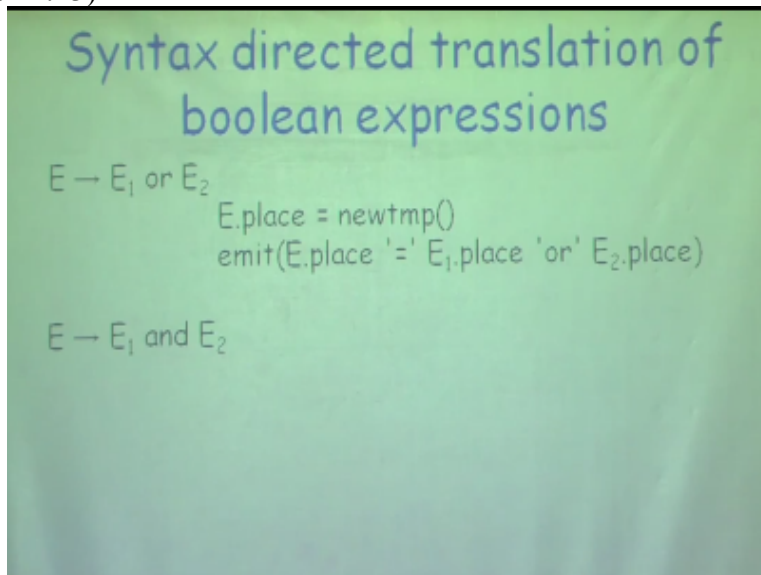 Syntax directed translation of
boolean expressions
E → E₁ or E₂
E.place = newtmp()
emit(E.place '=' E₁.place 'or' E₂.place)
E → E₁ and E₂